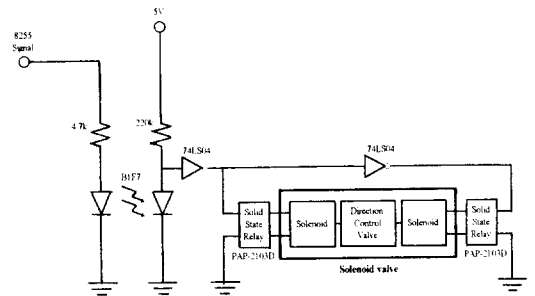 5V
8255
Signal
4.7k
220k
74LS04
74LS04
B1F7
Solid
State
Relay
Solenoid
Direction
Control
Valve
Solenoid
Solid
State
Relay
PAP-2103D
PAP-2103D
Solenoid valve